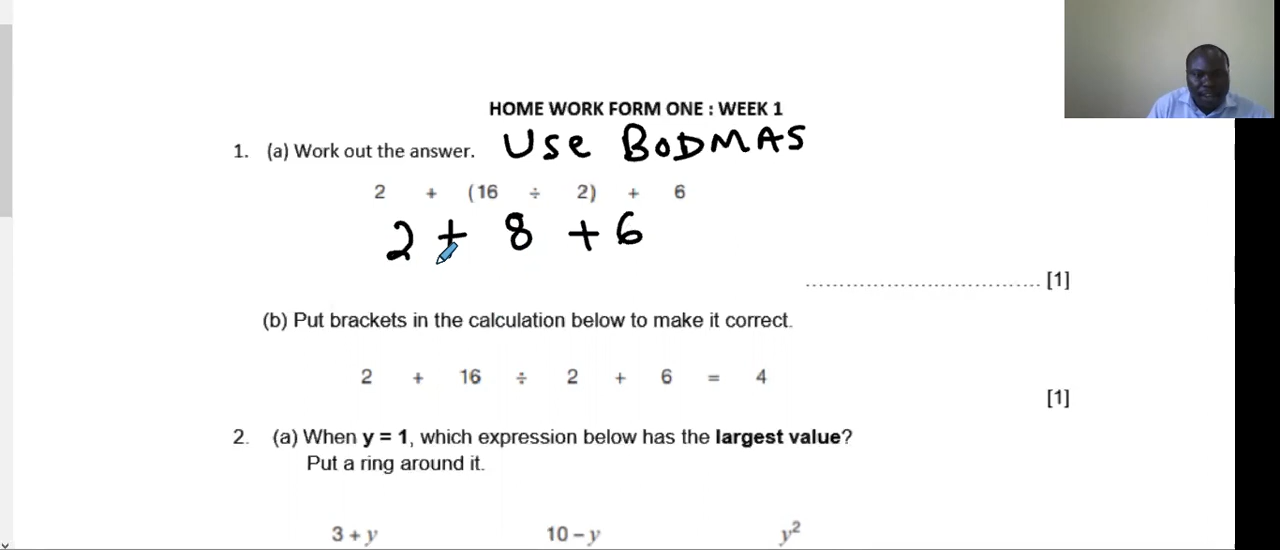 HOME WORK FORM ONE : WEEK 1
1. (a) Work out the answer. USe BODMAS
2 + (16 ÷ 2) + 6
2 + 8 + 6
[1]
(b) Put brackets in the calculation below to make it correct.
2 + 16 ÷ 2 + 6 = 4
[1]
2. (a) When y = 1, which expression below has the largest value?
Put a ring around it.
3 + y 10 – y y²